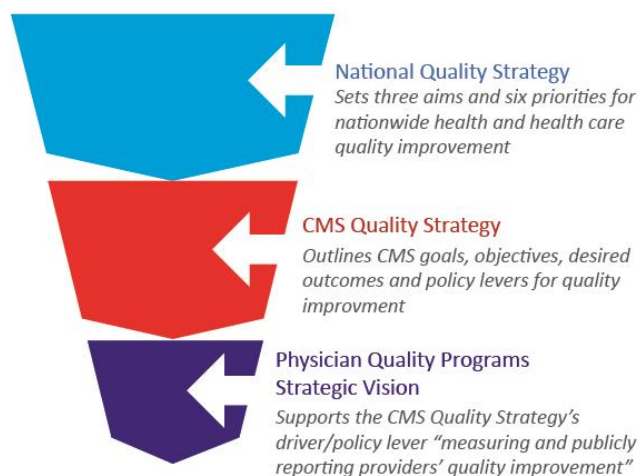 National Quality Strategy
Sets three aims and six priorities for
nationwide health and health care
quality improvement
CMS Quality Strategy
Outlines CMS goals, objectives, desired
outcomes and policy levers for quality
improvment
Physician Quality Programs
Strategic Vision
Supports the CMS Quality Strategy’s
driver/policy lever “measuring and publicly
reporting providers’ quality improvement”